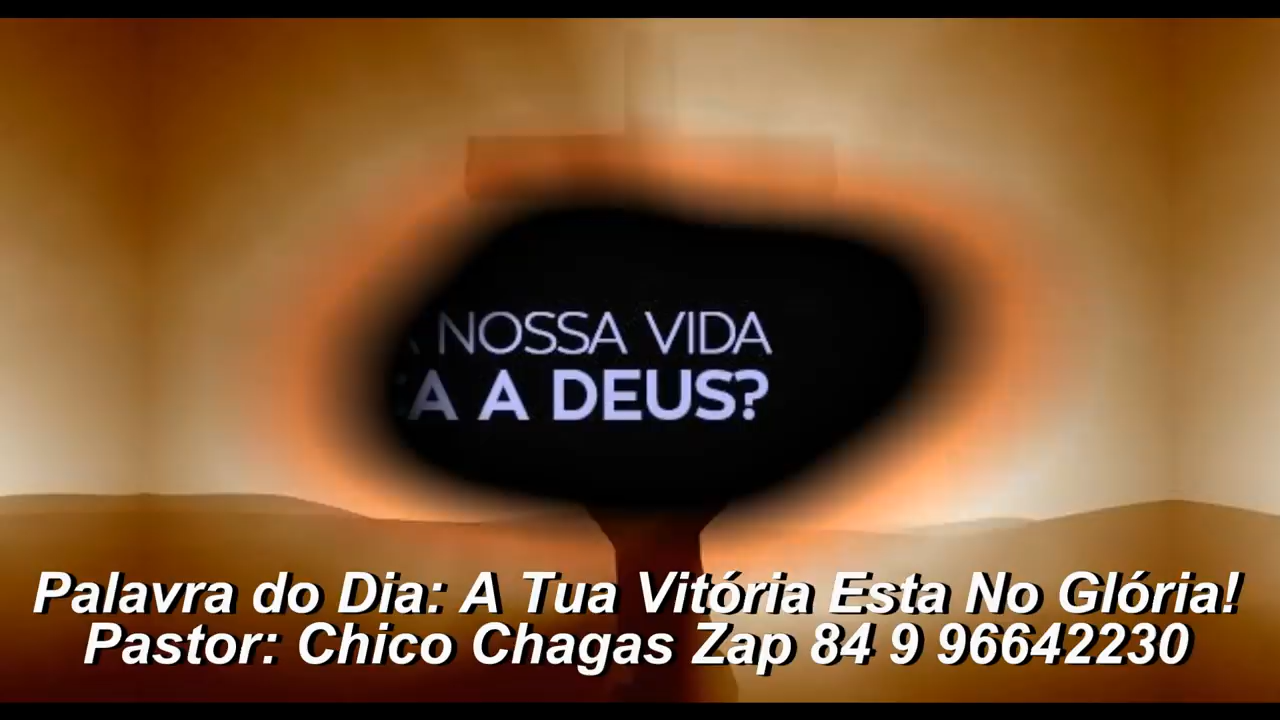 NOSSA VIDA
A DEUS?
Palavra do Dia: A Tua Vitória Esta No Glória!
Pastor: Chico Chagas Zap 84 9 96642230